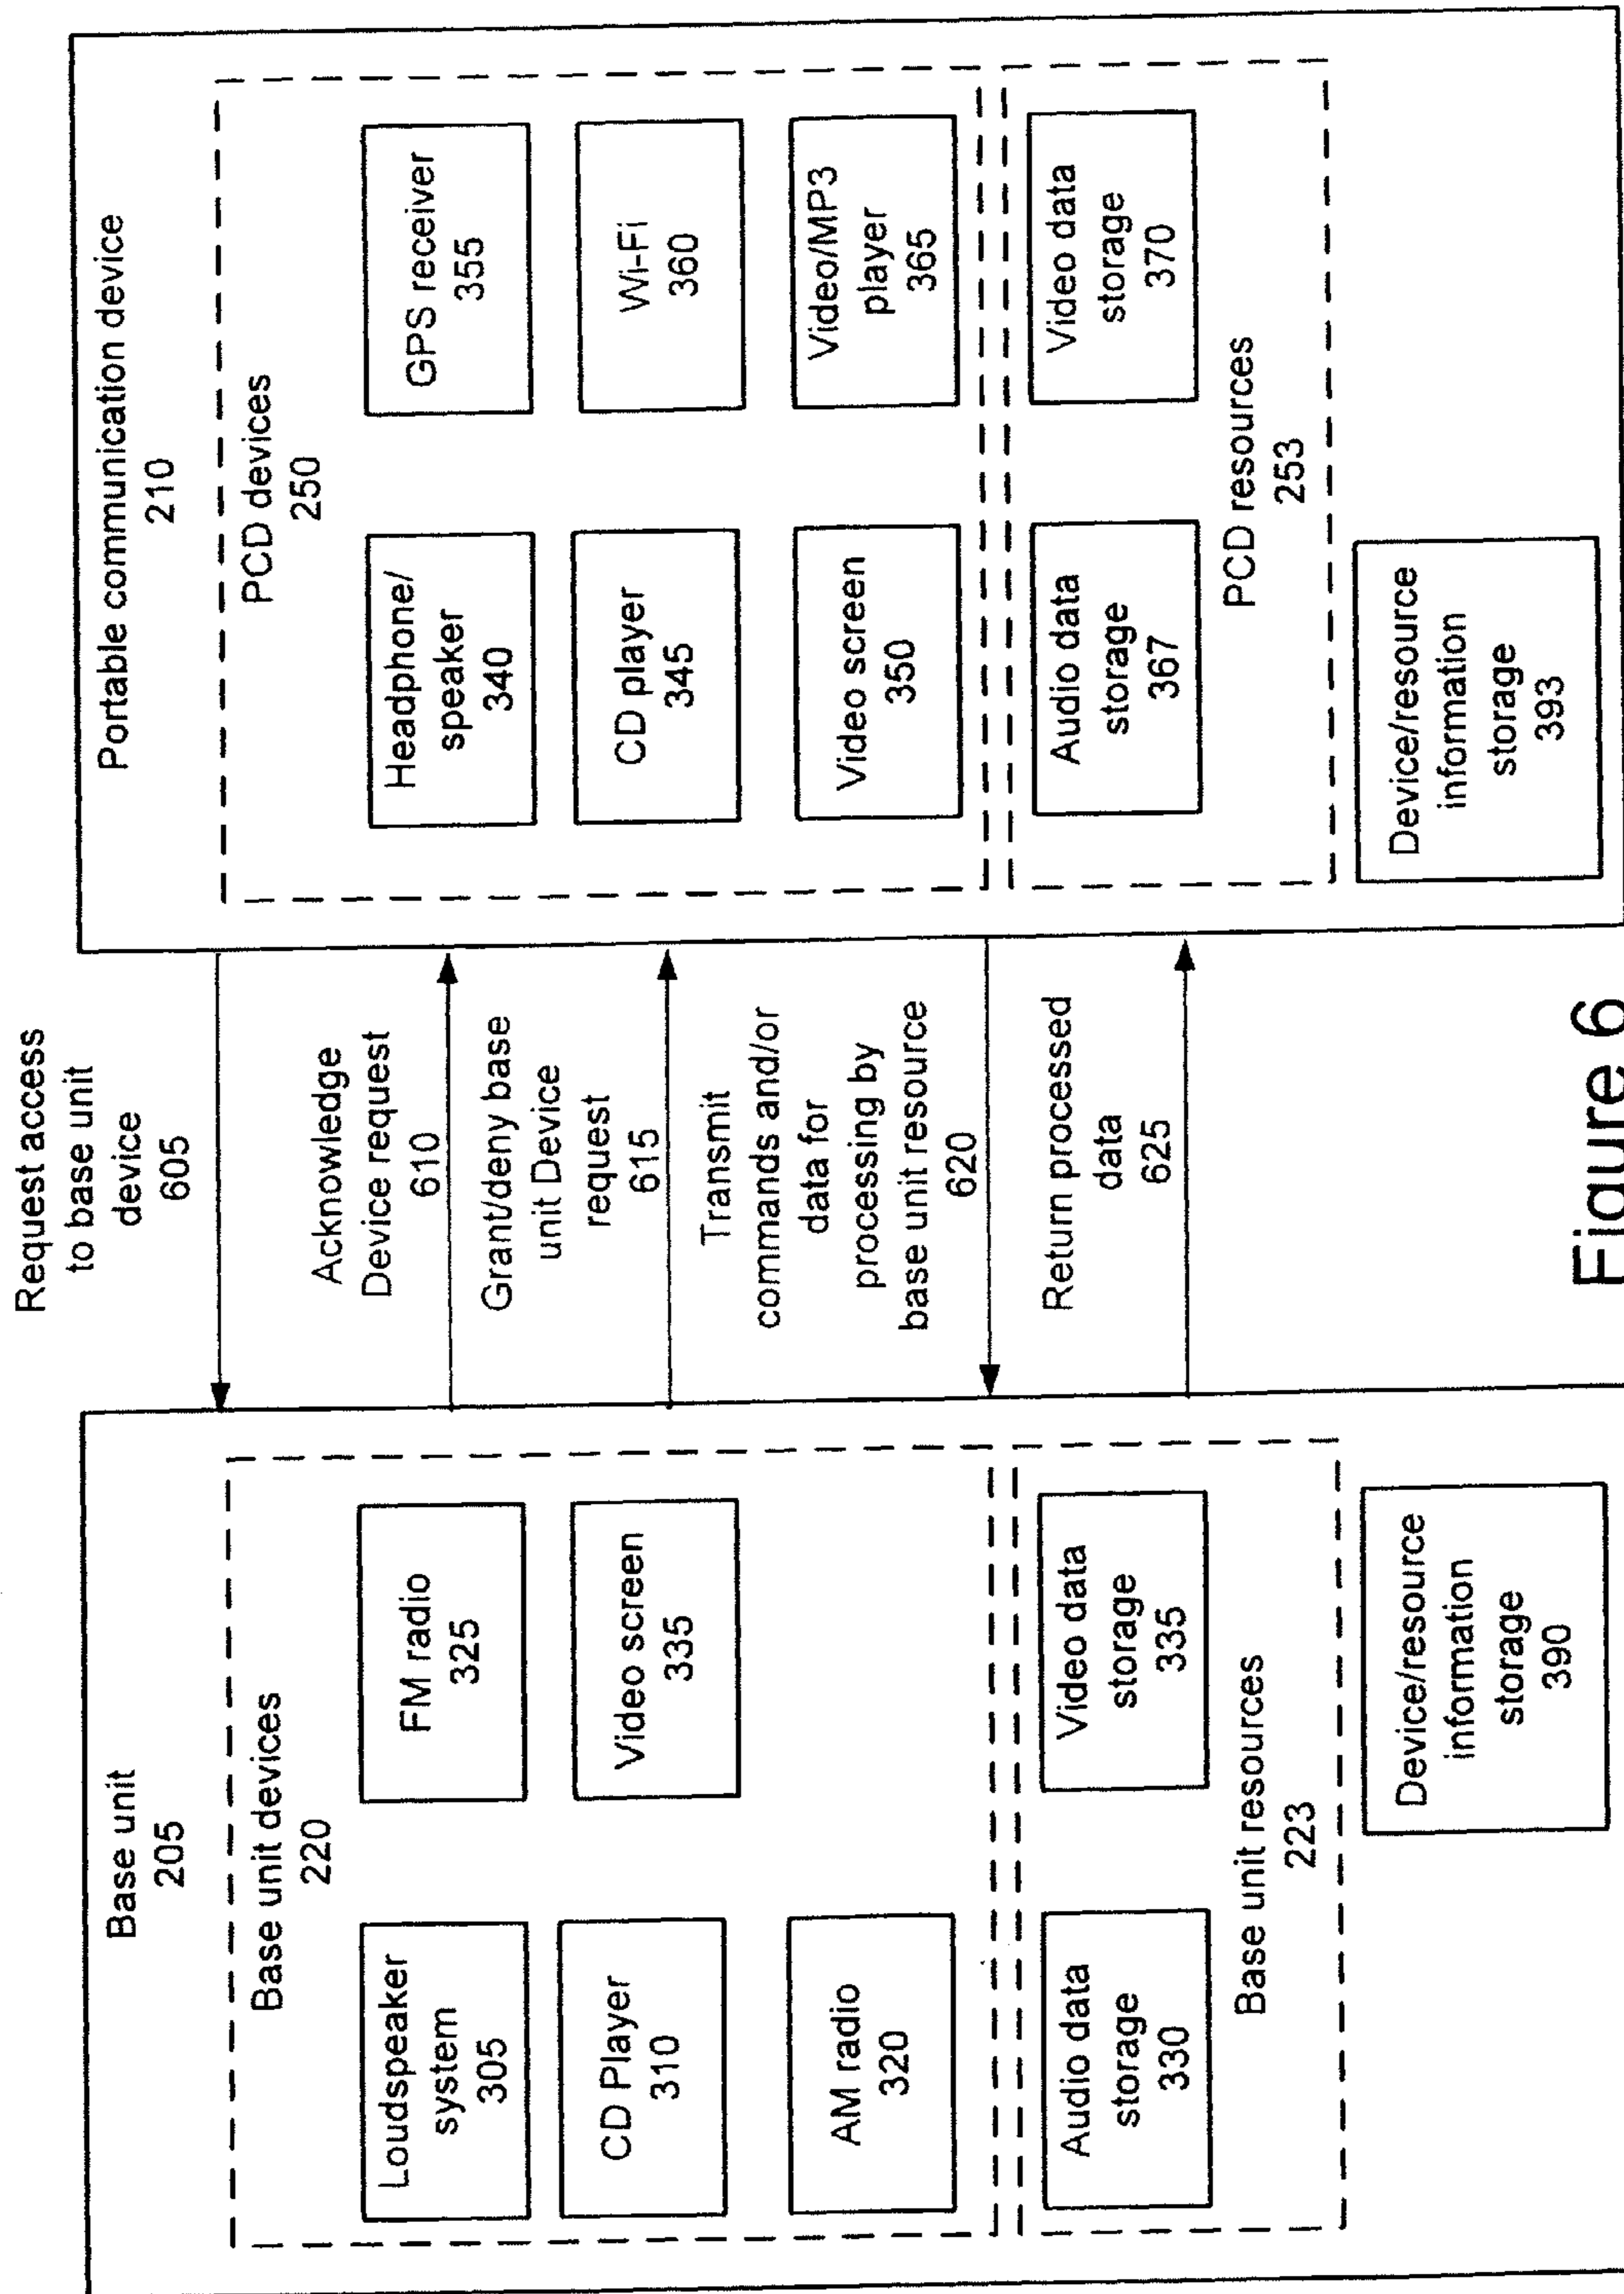 Base unit
205
Base unit devices
220
Loudspeaker
system
305
FM radio
325
CD Player
310
Video screen
335
AM radio
320
Audio data
storage
330
Video data
storage
335
Base unit resources
223
Device/resource
information
storage
390
Request access
to base unit
device
605
Acknowledge
Device request
610
Grant/deny base
unit Device
request
615
Transmit
commands and/or
data for
processing by
base unit resource
620
Return processed
data
625
Portable communication device
210
PCD devices
250
Headphone/
speaker
340
GPS receiver
355
CD player
345
Wi-Fi
360
Video screen
350
Video/MP3
player
365
Audio data
storage
367
Video data
storage
370
PCD resources
253
Device/resource
information
storage
393
Figure 6